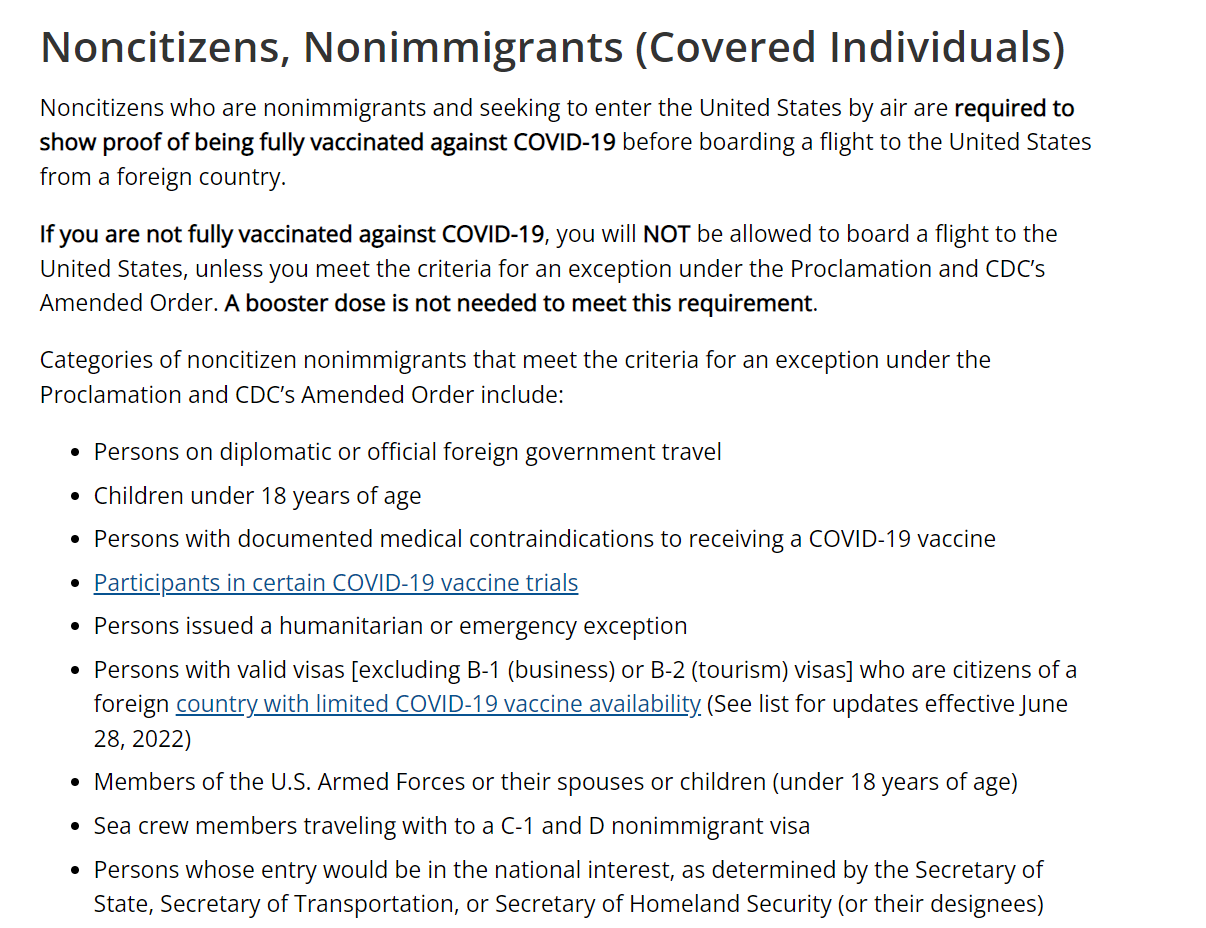 Noncitizens, Nonimmigrants (Covered Individuals)
Noncitizens who are nonimmigrants and seeking to enter the United States by air are required to
show proof of being fully vaccinated against COVID-19 before boarding a flight to the United States
from a foreign country.
If you are not fully vaccinated against COVID-19, you will NOT be allowed to board a flight to the
United States, unless you meet the criteria for an exception under the Proclamation and CDC’s
Amended Order. A booster dose is not needed to meet this requirement.
Categories of noncitizen nonimmigrants that meet the criteria for an exception under the
Proclamation and CDC’s Amended Order include:
• Persons on diplomatic or official foreign government travel
• Children under 18 years of age
• Persons with documented medical contraindications to receiving a COVID-19 vaccine
• Participants in certain COVID-19 vaccine trials
• Persons issued a humanitarian or emergency exception
• Persons with valid visas [excluding B-1 (business) or B-2 (tourism) visas] who are citizens of a
foreign country with limited COVID-19 vaccine availability (See list for updates effective June
28, 2022)
• Members of the U.S. Armed Forces or their spouses or children (under 18 years of age)
• Sea crew members traveling with to a C-1 and D nonimmigrant visa
• Persons whose entry would be in the national interest, as determined by the Secretary of
State, Secretary of Transportation, or Secretary of Homeland Security (or their designees)